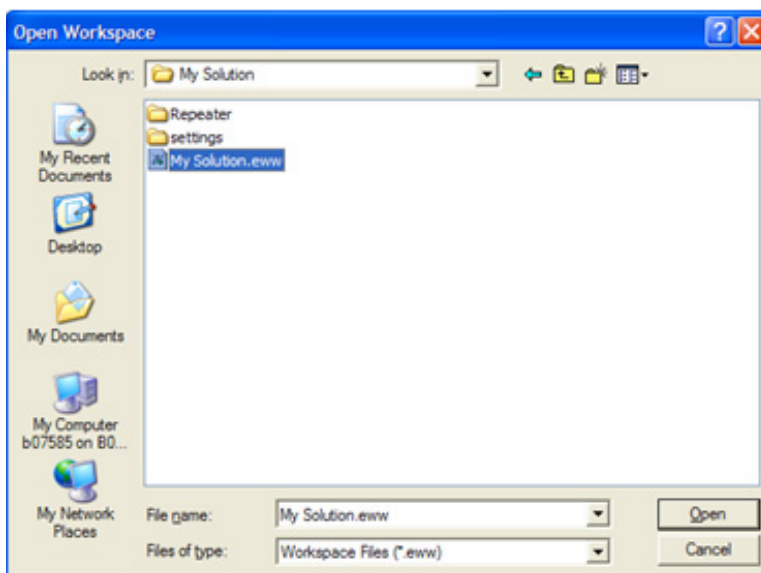 Open Workspace
Look in:
My Solution
Repeater
settings
My Solution.eww
My Recent
Documents
Desktop
My Documents
My Computer
b07585 on B0...
My Network
Places
File name:
My Solution.eww
Open
Files of type:
Workspace Files (*.eww)
Cancel